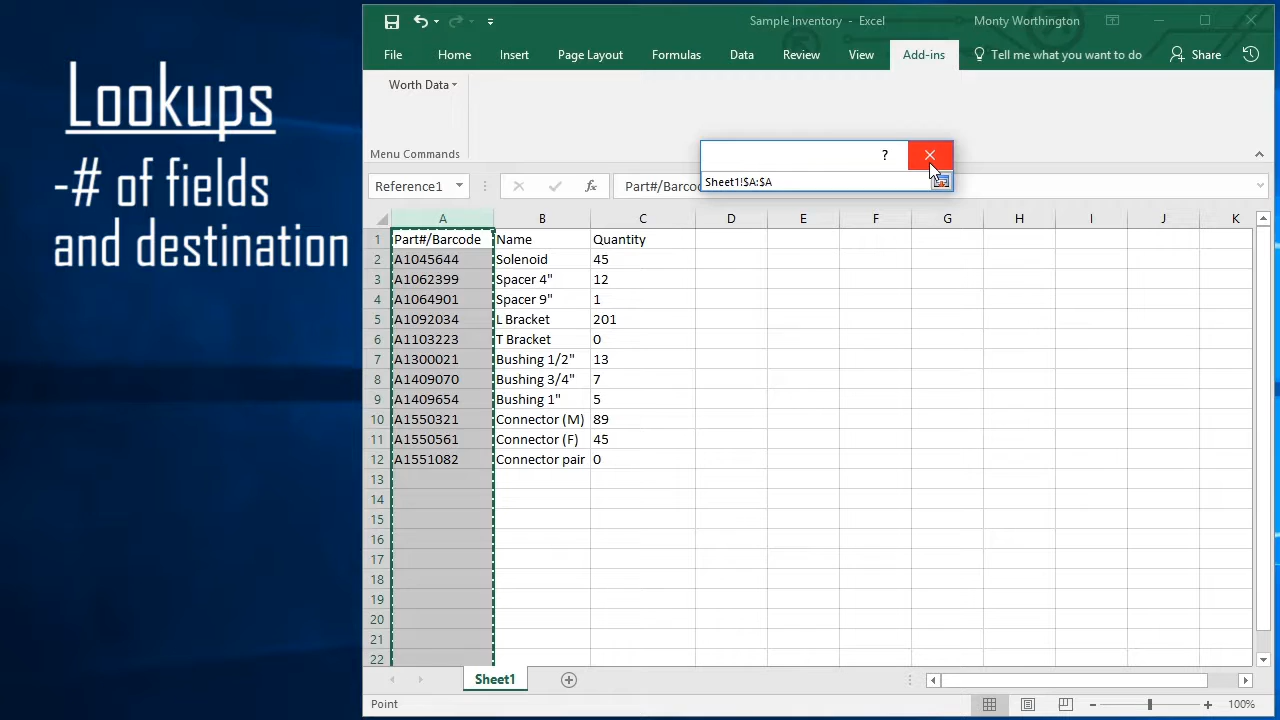 Lookups
-# of fields
and destination
Sample Inventory - Excel
Monty Worthington
File Home Insert Page Layout Formulas Data Review View Add-ins Tell me what you want to do Share
Worth Data
Menu Commands
?
Sheet1!$A:$A
Reference1
fx
Part#/Barco
A B C D E F G H I J K
1 Part#/Barcode Name Quantity
2 A1045644 Solenoid 45
3 A1062399 Spacer 4" 12
4 A1064901 Spacer 9" 1
5 A1092034 L Bracket 201
6 A1103223 T Bracket 0
7 A1300021 Bushing 1/2" 13
8 A1409070 Bushing 3/4" 7
9 A1409654 Bushing 1" 5
10 A1550321 Connector (M) 89
11 A1550561 Connector (F) 45
12 A1551082 Connector pair 0
13
14
15
16
17
18
19
20
21
22
Sheet1
Point
100%